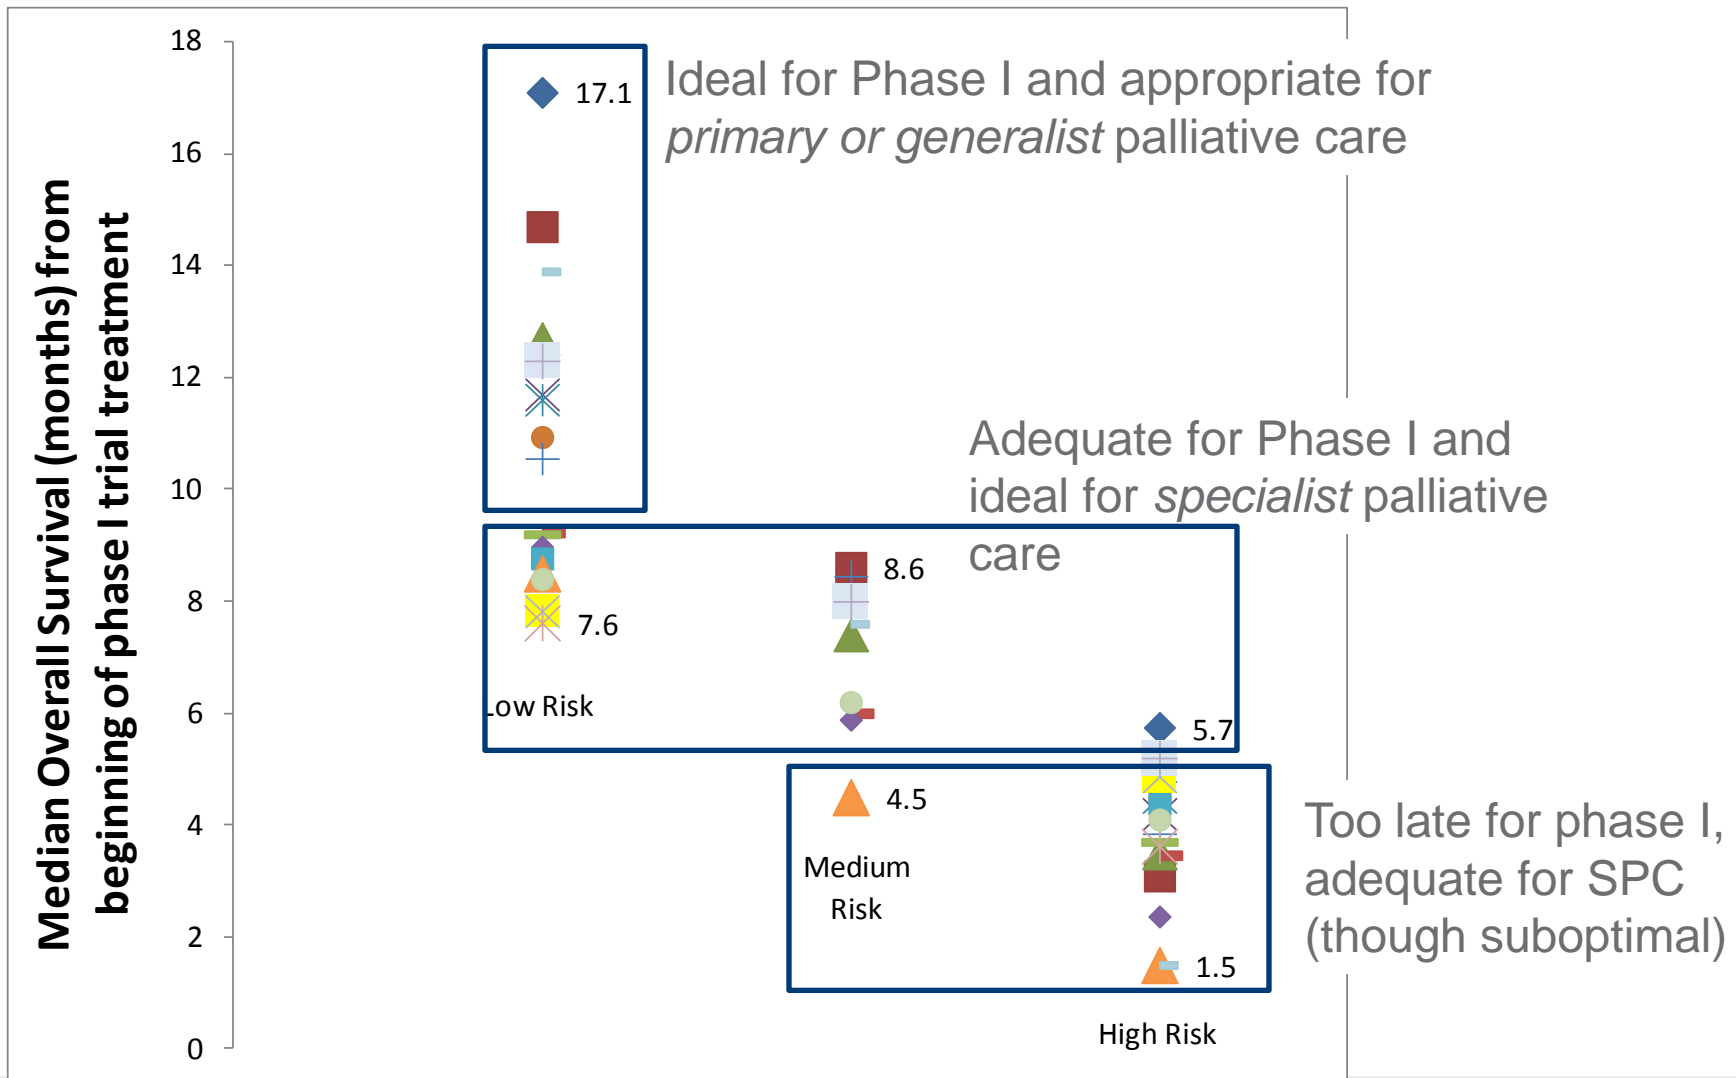 Median Overall Survival (months) from
beginning of phase I trial treatment
18
16
14
12
10
8
6
4
2
0
17.1
Ideal for Phase I and appropriate for
primary or generalist palliative care
Adequate for Phase I and
ideal for specialist palliative
care
8.6
7.6
Low Risk
5.7
4.5
Medium
Risk
Too late for phase I,
adequate for SPC
(though suboptimal)
1.5
High Risk